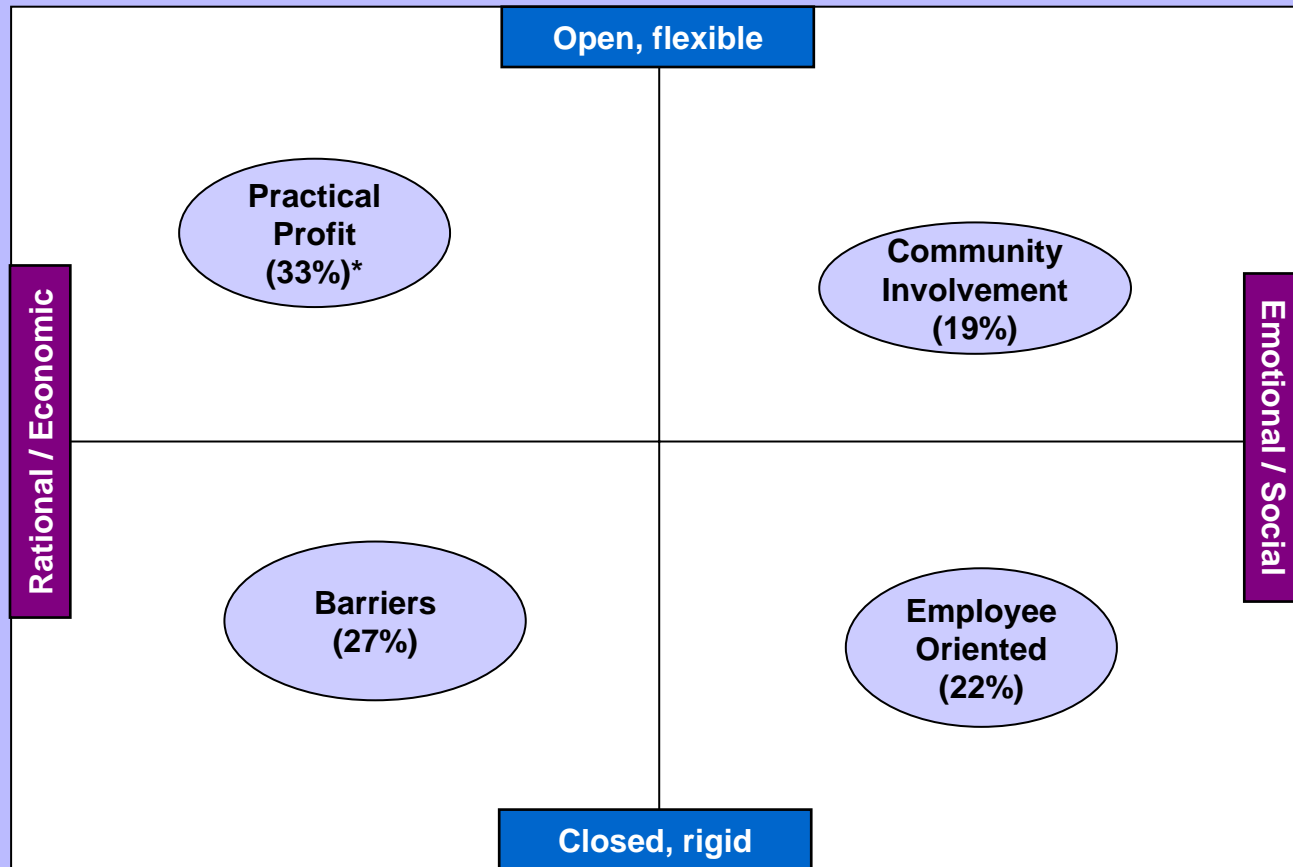 Open, flexible
Practical
Profit
(33%)*
Community
Involvement
(19%)
Rational / Economic
Emotional / Social
Barriers
(27%)
Employee
Oriented
(22%)
Closed, rigid